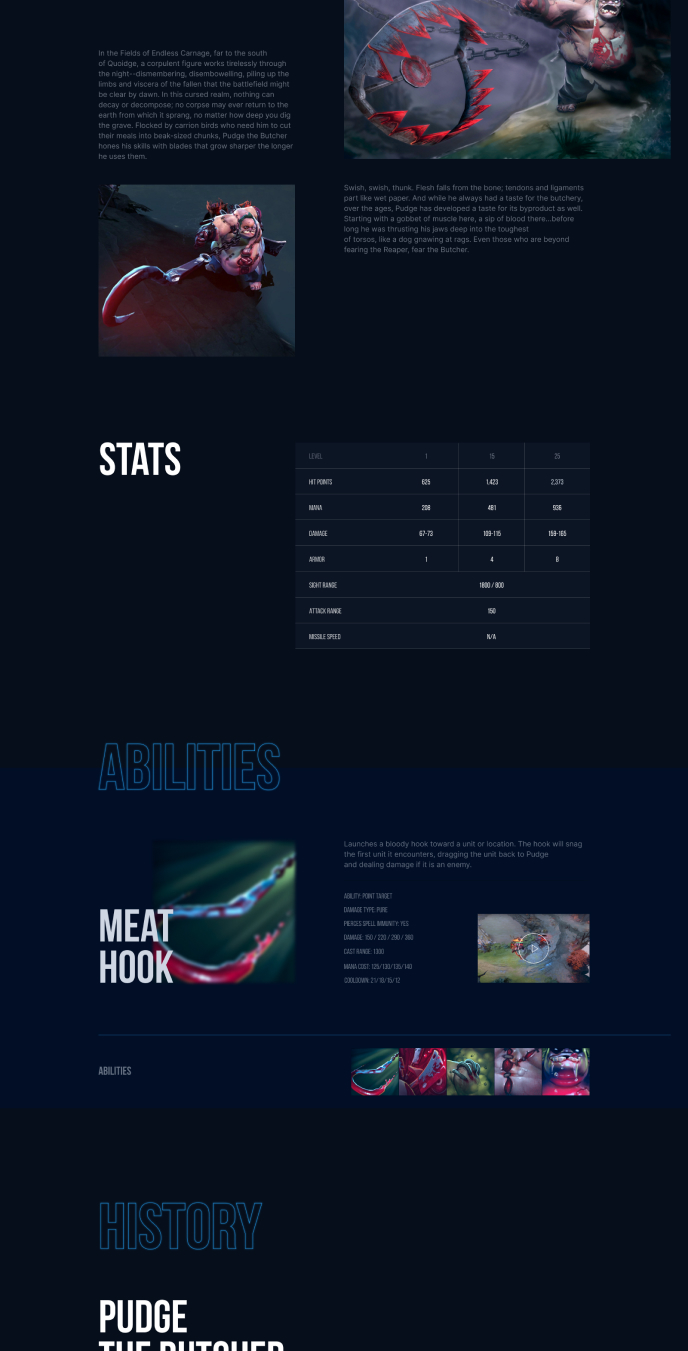 In the Fields of Endless Carnage, far to the south
of Quoidge, a corpulent figure works tirelessly through
the night--dismembering, disembowelling, piling up the
limbs and viscera of the fallen that the battlefield might
be clear by dawn. In this cursed realm, nothing can
decay or decompose; no corpse may ever return to the
earth from which it sprang, no matter how deep you dig
the grave. Flocked by carrion birds who need him to cut
their meals into beak-sized chunks, Pudge the Butcher
hones his skills with blades that grow sharper the longer
he uses them.
Swish, swish, thunk. Flesh falls from the bone; tendons and ligaments
part like wet paper. And while he always had a taste for the butchery,
over the ages, Pudge has developed a taste for its byproduct as well.
Starting with a gobbet of muscle here, a sip of blood there...before
long he was thrusting his jaws deep into the toughest
of torsos, like a dog gnawing at rags. Even those who are beyond
fearing the Reaper, fear the Butcher.
STATS
LEVEL 1 15 25
HIT POINTS 625 1,423 2,373
MANA 208 481 936
DAMAGE 67-73 109-115 159-165
ARMOR 1 4 8
SIGHT RANGE 1800 / 800
ATTACK RANGE 150
MISSILE SPEED N/A
ABILITIES
Launches a bloody hook toward a unit or location. The hook will snag
the first unit it encounters, dragging the unit back to Pudge
and dealing damage if it is an enemy.
MEAT
HOOK
ABILITY: POINT TARGET
DAMAGE TYPE: PURE
PIERCES SPELL IMMUNITY: YES
DAMAGE: 150 / 220 / 290 / 360
CAST RANGE: 1300
MANA COST: 125/130/135/140
COOLDOWN: 21/ 18/15/12
ABILITIES
HISTORY
PUDGE
THE BUTCHER